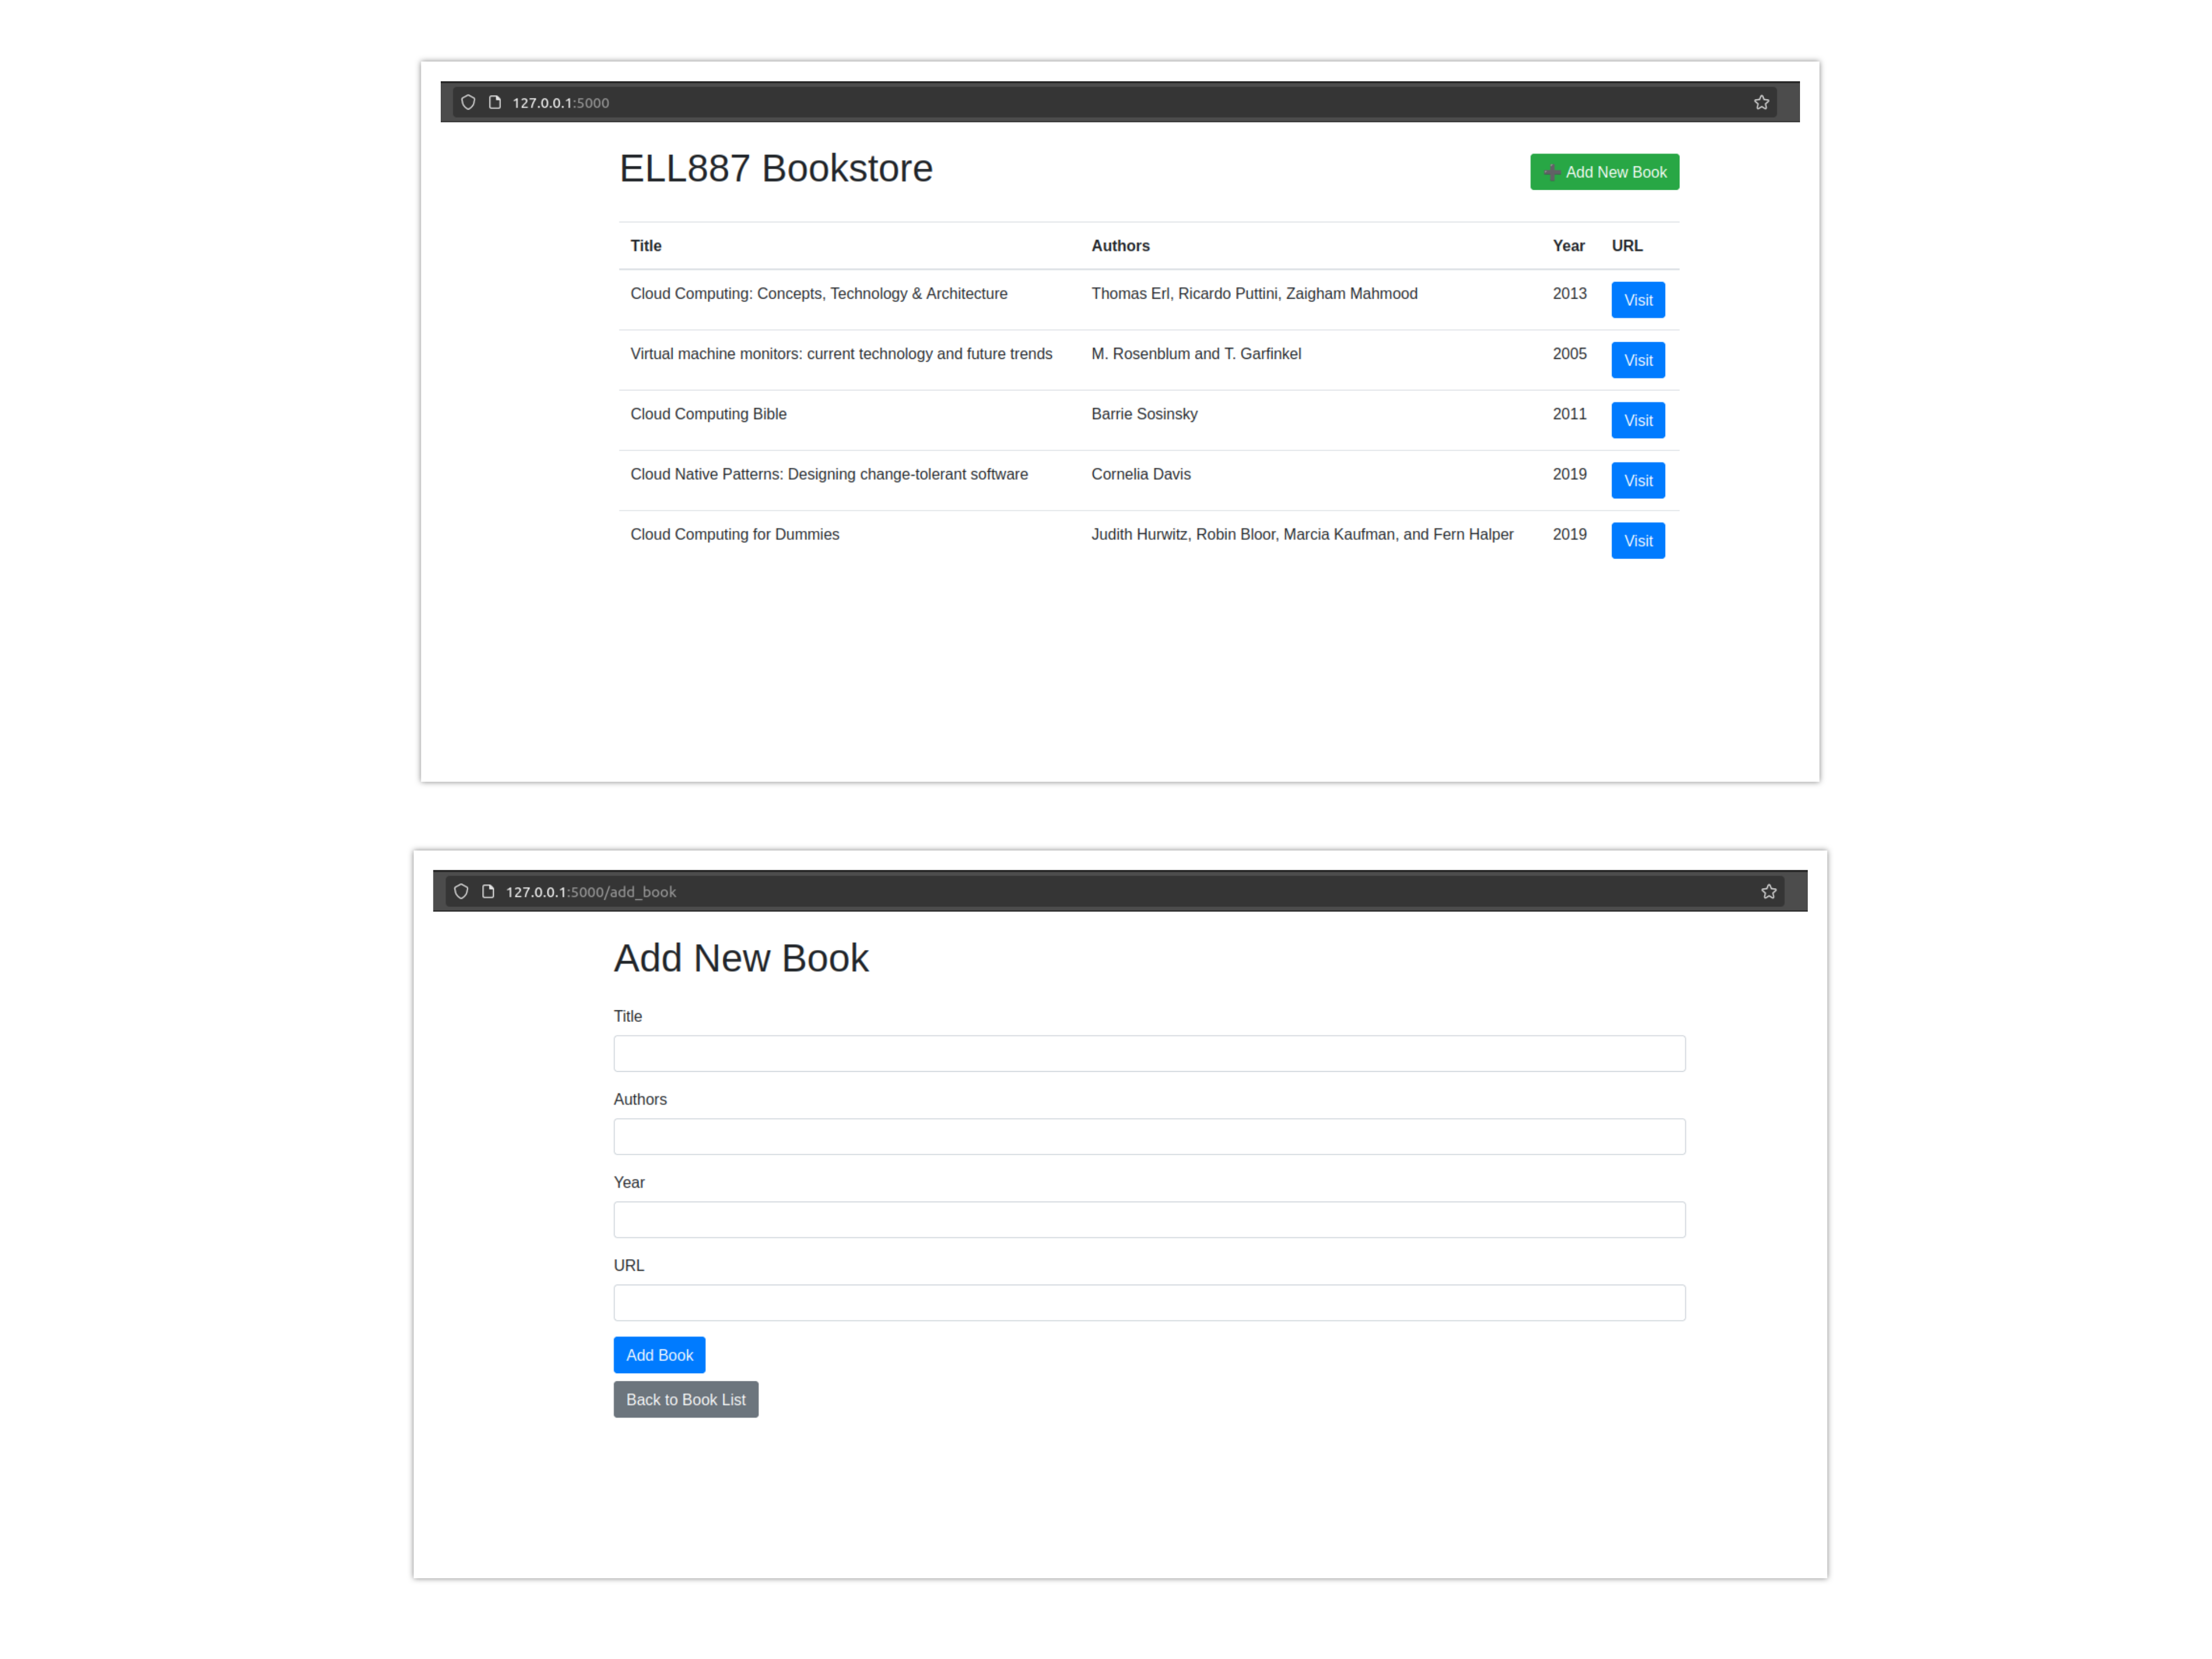 127.0.0.1:5000
ELL887 Bookstore
➕ Add New Book
Title Authors Year URL
Cloud Computing: Concepts, Technology & Architecture Thomas Erl, Ricardo Puttini, Zaigham Mahmood 2013 Visit
Virtual machine monitors: current technology and future trends M. Rosenblum and T. Garfinkel 2005 Visit
Cloud Computing Bible Barrie Sosinsky 2011 Visit
Cloud Native Patterns: Designing change-tolerant software Cornelia Davis 2019 Visit
Cloud Computing for Dummies Judith Hurwitz, Robin Bloor, Marcia Kaufman, and Fern Halper 2019 Visit
127.0.0.1:5000/add_book
Add New Book
Title
Authors
Year
URL
Add Book
Back to Book List